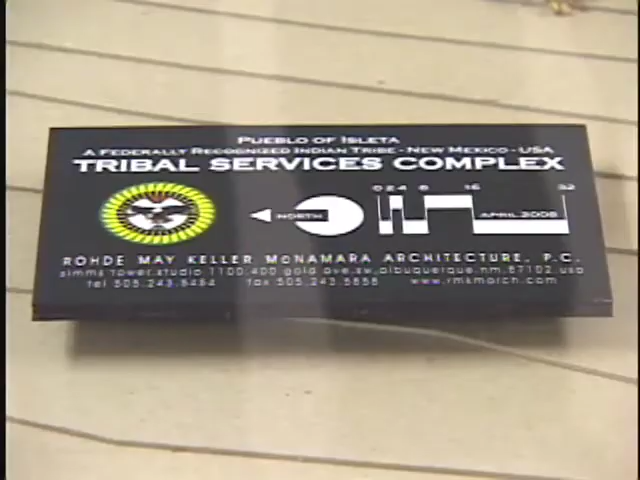 PUEBLO OF ISLETA
A FEDERALLY RECOGNIZED INDIAN TRIBE - NEW MEXICO - USA
TRIBAL SERVICES COMPLEX
0 2 4 8 16 32
NORTH
APRIL 2008
ROHDE MAY KELLER MCNAMARA ARCHITECTURE, P.C.
simms tower.studio 1100.400 gold ave.sw.albuquerque.nm.87102.usa
tel 505.243.5454 fax 505.243.5858 www.rmkmarch.com